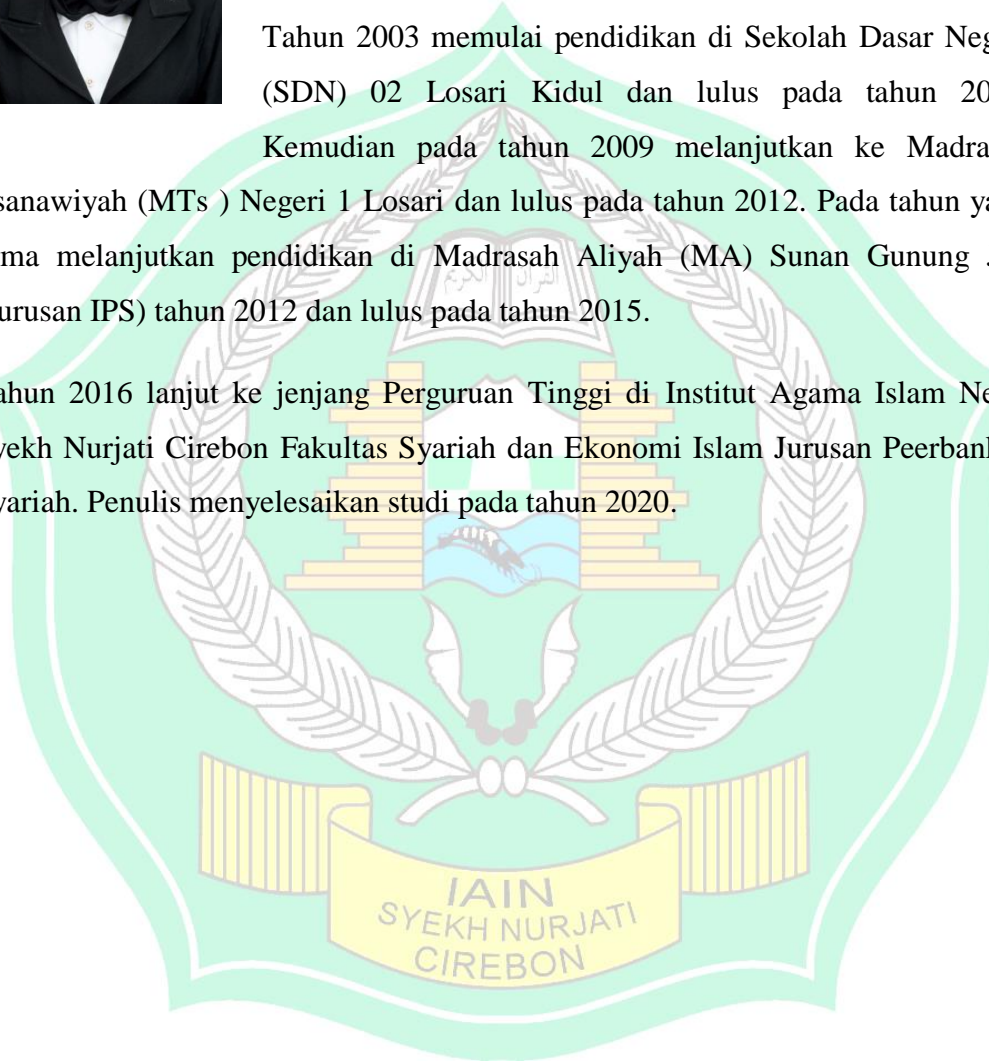 Tahun 2003 memulai pendidikan di Sekolah Dasar Neg
(SDN) 02 Losari Kidul dan lulus pada tahun 20
Kemudian pada tahun 2009 melanjutkan ke Madra
sanawiyah (MTs ) Negeri 1 Losari dan lulus pada tahun 2012. Pada tahun ya
ma melanjutkan pendidikan di Madrasah Aliyah (MA) Sunan Gunung
urusan IPS) tahun 2012 dan lulus pada tahun 2015.
ahun 2016 lanjut ke jenjang Perguruan Tinggi di Institut Agama Islam Ne
yekh Nurjati Cirebon Fakultas Syariah dan Ekonomi Islam Jurusan Peerban
yariah. Penulis menyelesaikan studi pada tahun 2020.
القرآن الكريم
IAIN
SYEKH NURJATI
CIREBON